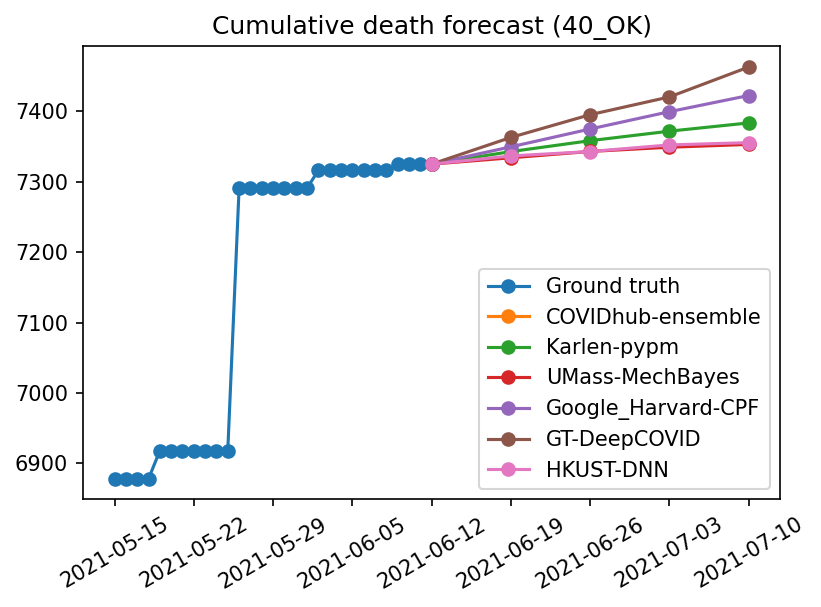 Cumulative death forecast (40_OK)
7400
7300
7200
7100
7000
6900
Ground truth
COVIDhub-ensemble
Karlen-pypm
UMass-MechBayes
Google_Harvard-CPF
GT-DeepCOVID
HKUST-DNN
2021-05-15
2021-05-22
2021-05-29
2021-06-05
2021-06-12
2021-06-19
2021-06-26
2021-07-03
2021-07-10